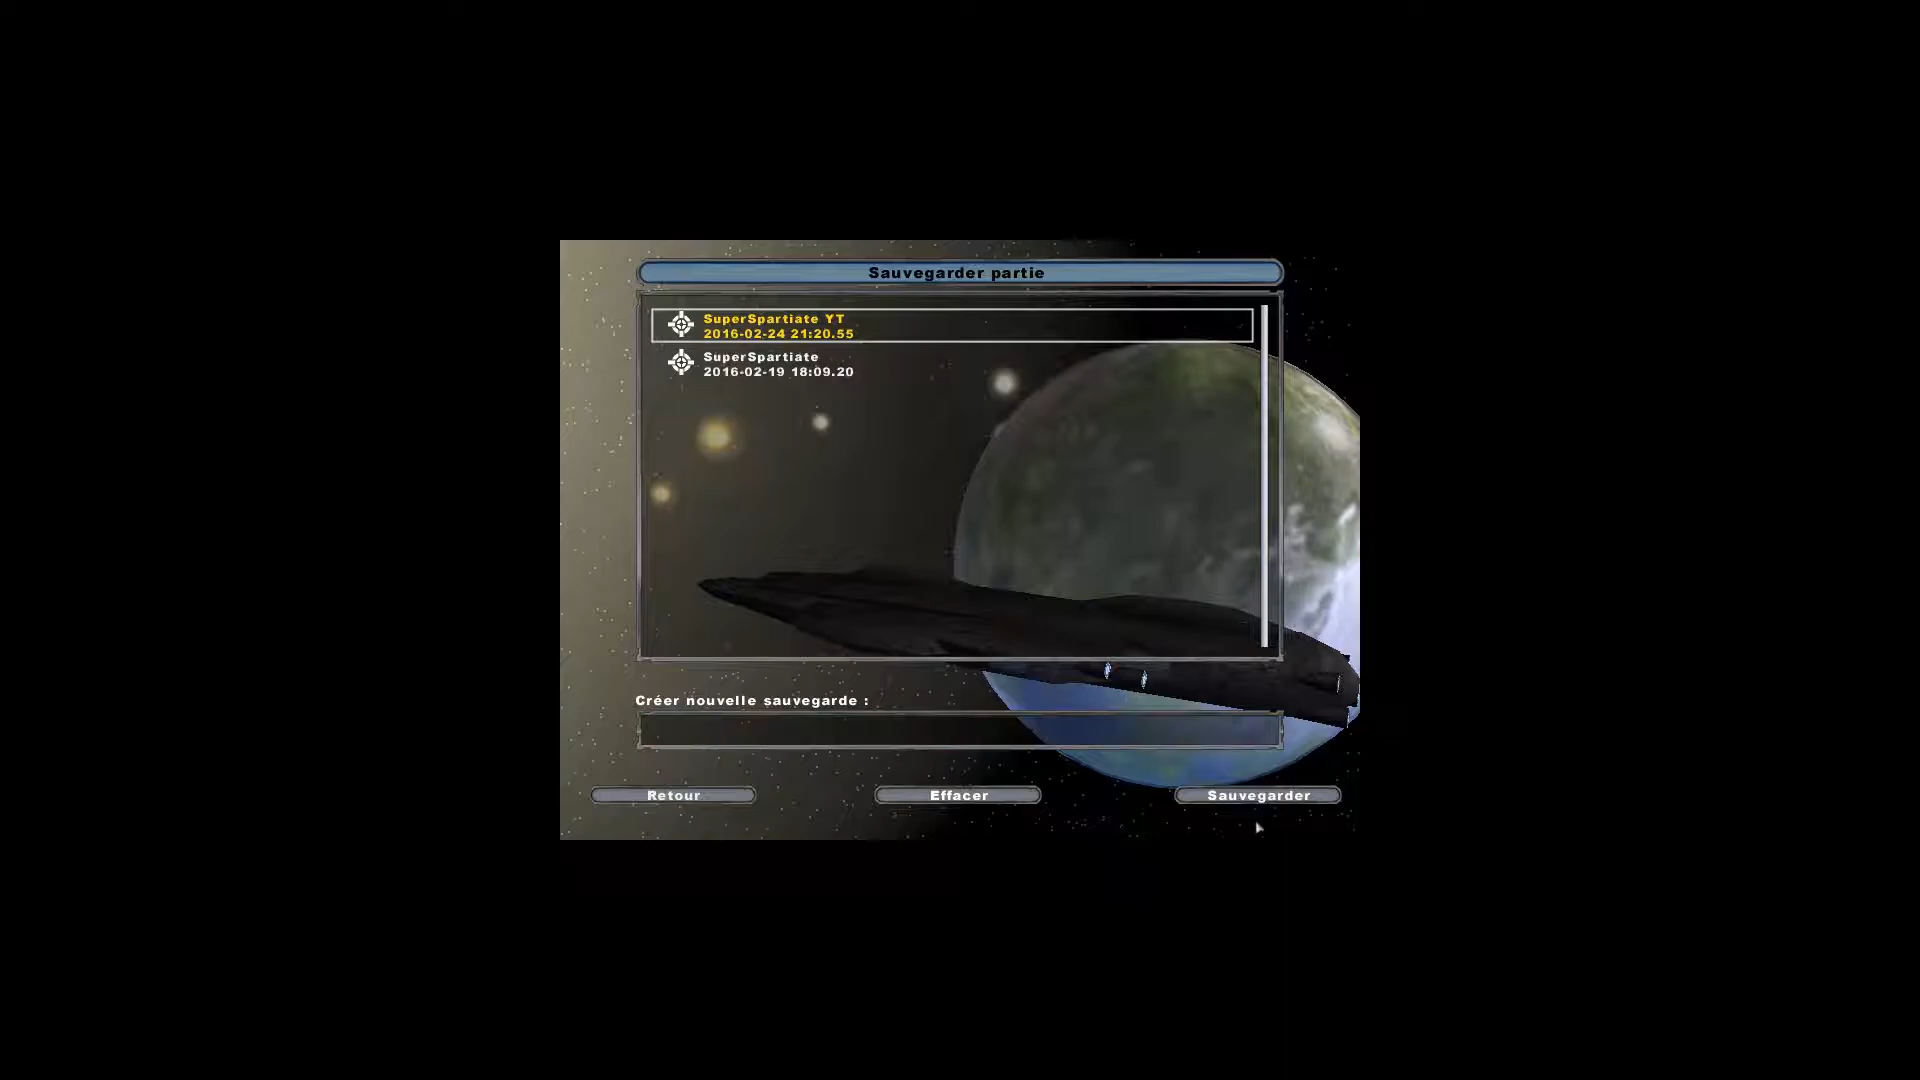 Sauvegarder partie
SuperSpartiate YT
2016-02-24 21:20.55
SuperSpartiate
2016-02-19 18:09.20
Créer nouvelle sauvegarde :
Retour
Effacer
Sauvegarder